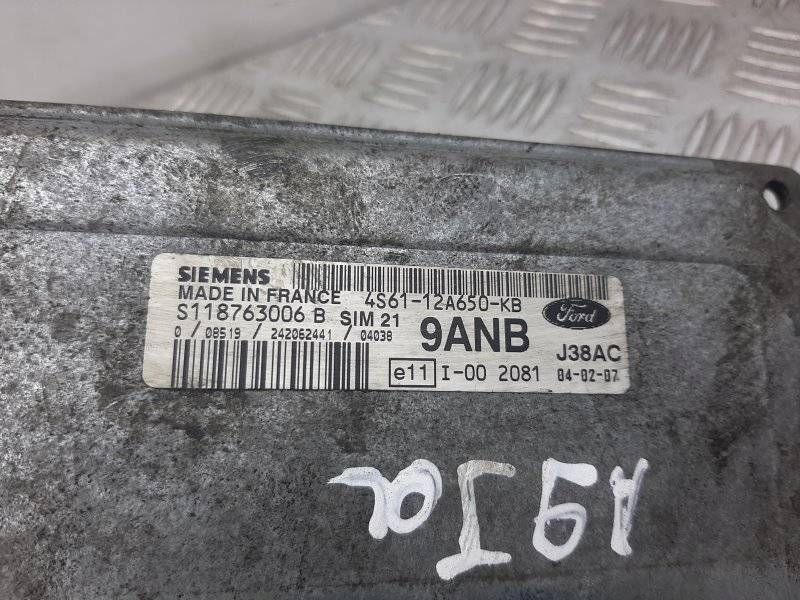 SIEMENS
MADE IN FRANCE 4S61-12A650-KB
S118763006 B SIM 21 9ANB Ford
0 / 08519 / 242062441 / 04038 J38AC
e11 I-00 2081 04-02-07